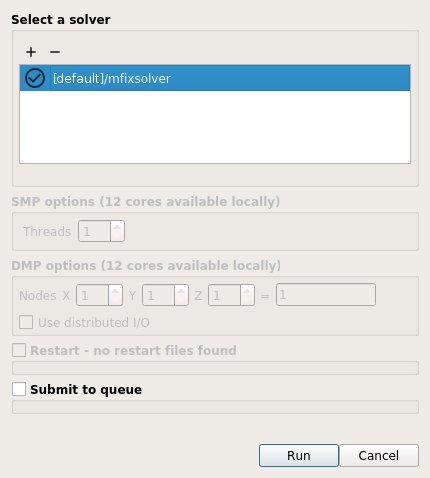 Select a solver
+ −
[default]/mfixsolver
SMP options (12 cores available locally)
Threads 1
DMP options (12 cores available locally)
Nodes X 1 Y 1 Z 1 = 1
Use distributed I/O
Restart - no restart files found
Submit to queue
Run Cancel